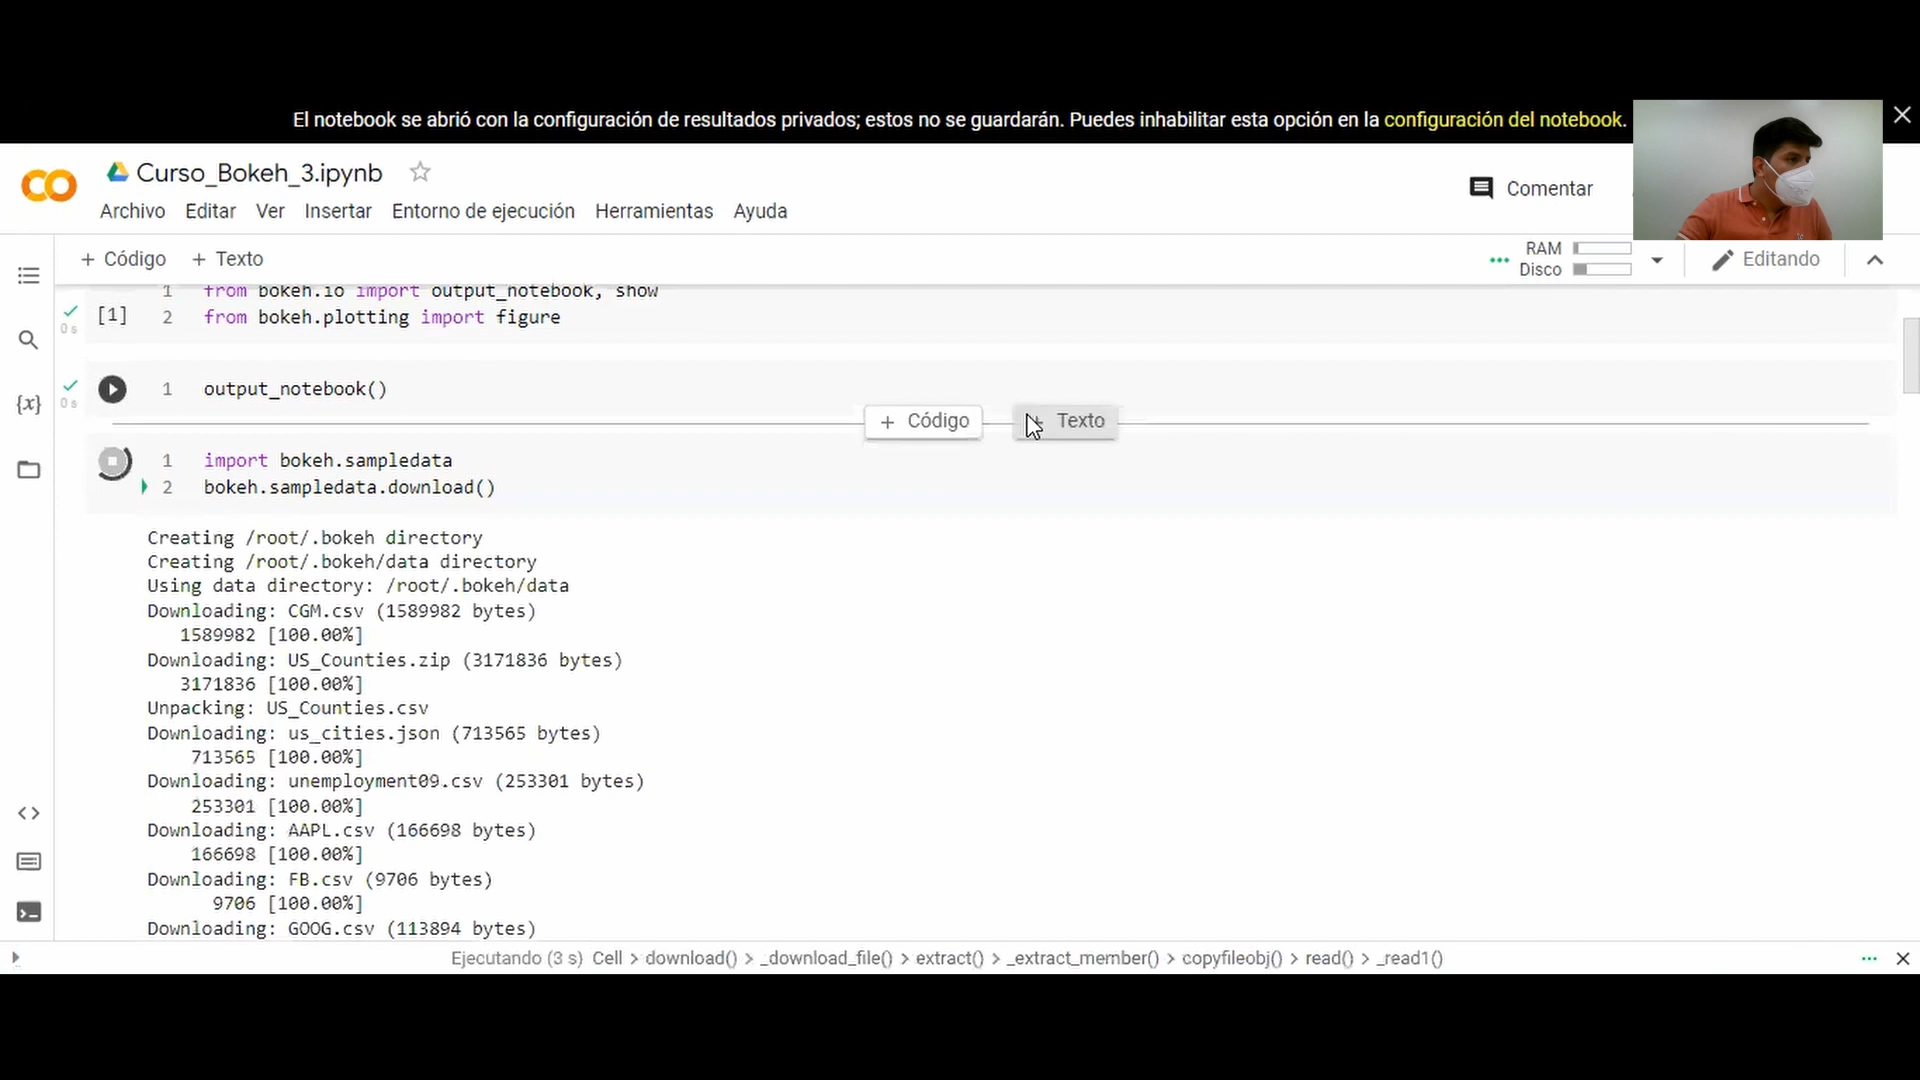 El notebook se abrió con la configuración de resultados privados; estos no se guardarán. Puedes inhabilitar esta opción en la configuración del notebook.
Curso_Bokeh_3.ipynb
Comentar
Archivo Editar Ver Insertar Entorno de ejecución Herramientas Ayuda
+ Código + Texto
RAM
Disco
Editando
1 from bokeh.io import output_notebook, show
[1] 2 from bokeh.plotting import figure
0 s
1 output_notebook()
0 s
+ Código + Texto
1 import bokeh.sampledata
2 bokeh.sampledata.download()
Creating /root/.bokeh directory
Creating /root/.bokeh/data directory
Using data directory: /root/.bokeh/data
Downloading: CGM.csv (1589982 bytes)
1589982 [100.00%]
Downloading: US_Counties.zip (3171836 bytes)
3171836 [100.00%]
Unpacking: US_Counties.csv
Downloading: us_cities.json (713565 bytes)
713565 [100.00%]
Downloading: unemployment09.csv (253301 bytes)
253301 [100.00%]
Downloading: AAPL.csv (166698 bytes)
166698 [100.00%]
Downloading: FB.csv (9706 bytes)
9706 [100.00%]
Downloading: GOOG.csv (113894 bytes)
Ejecutando (3 s) Cell > download() > _download_file() > extract() > _extract_member() > copyfileobj() > read() > _read1()